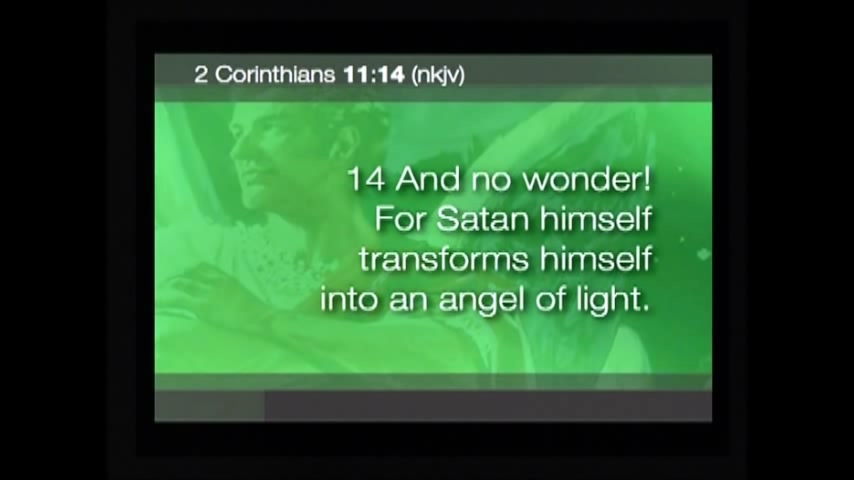 2 Corinthians 11:14 (nkjv)
14 And no wonder!
For Satan himself
transforms himself
into an angel of light.